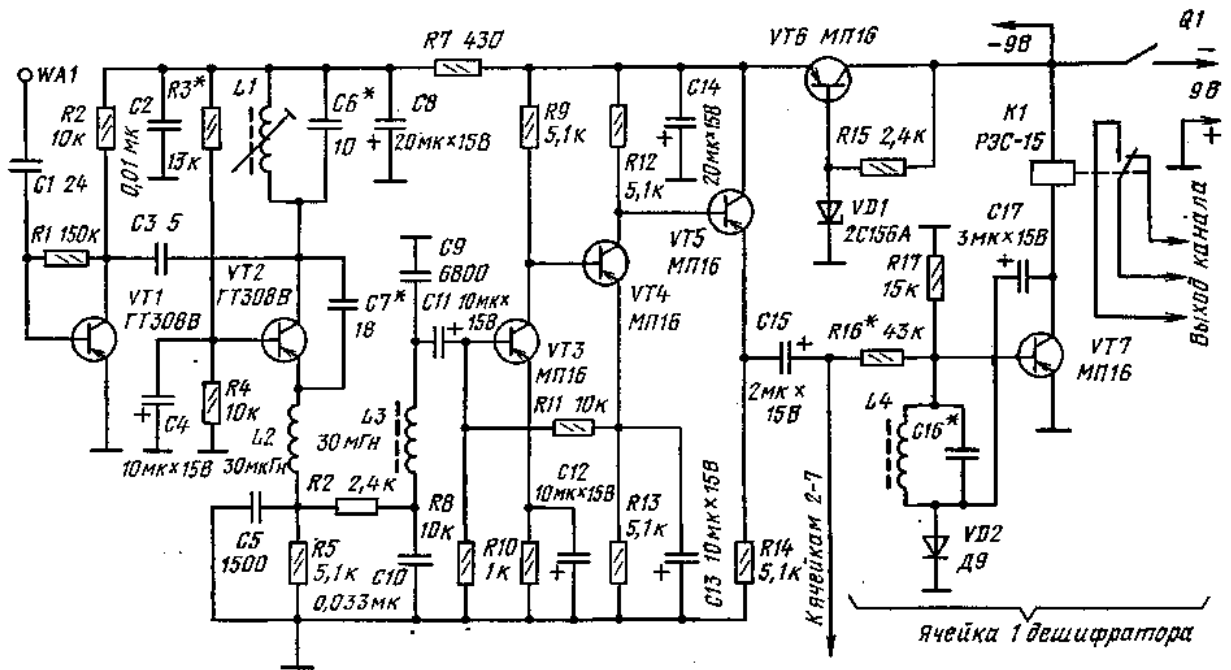 WA1
C1 24
R1 150к
R2
10к
C2
0,01 мк
R3*
13к
L1
C6*
10
C8
20мк×15В
R7 430
C3 5
VT1
ГТ308В
VT2
ГТ308В
C7*
18
C4
10мк×15В
R4
10к
L2
30мкГн
C5
1500
R2 2,4к
R5
5,1к
0,033мк
C10
C9
6800
C11 10мк×
15В
L3
30мГн
R8
10к
R9
5,1к
VT3
МП16
R11 10к
R10
1к
C12
10мк×15В
R12
5,1к
VT4
МП16
R13
5,1к
C13 10мк×15В
C14
20мк×15В
VT5
МП16
C15
2мк×
15В
R14
5,1к
К ячейкам 2-7
VT6 МП16
R15 2,4к
VD1
2С156А
R16* 43к
R17
15к
C17
3мк×15В
L4
C16*
VD2
Д9
VT7
МП16
K1
РЭС-15
-9В
Q1
9В
Выход канала
Ячейка 1 дешифратора